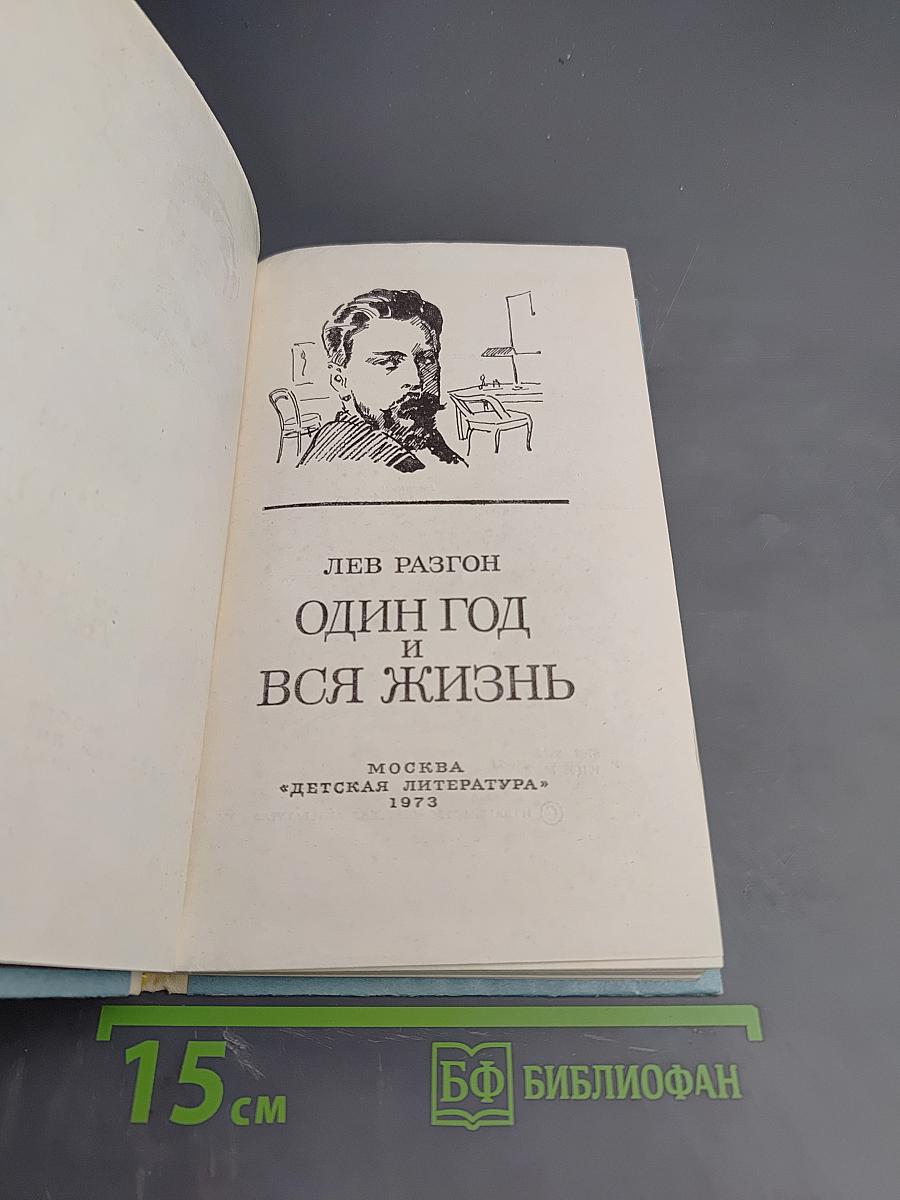 ЛЕВ РАЗГОН
ОДИН ГОД
И
ВСЯ ЖИЗНЬ
МОСКВА
«ДЕТСКАЯ ЛИТЕРАТУРА»
1973
15 см
БФ БИБЛИОФАН